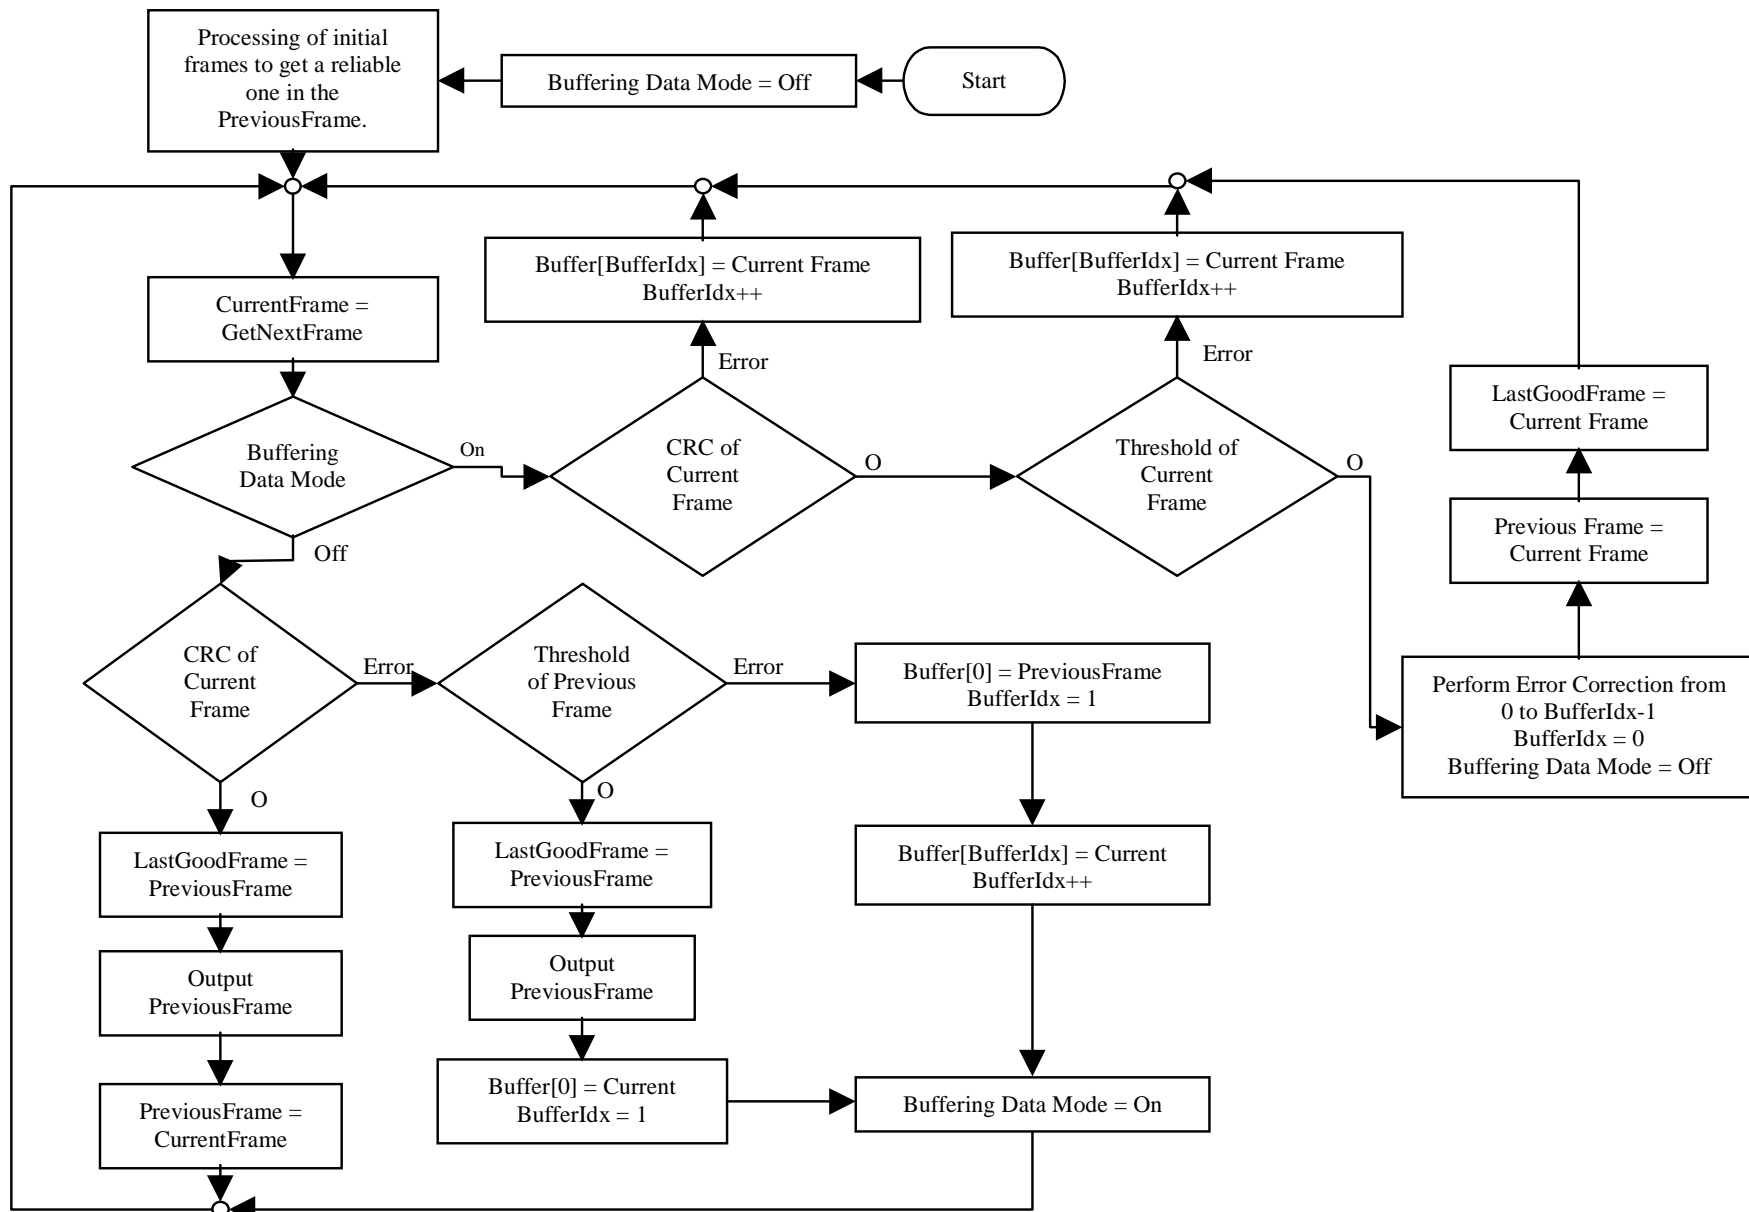 Processing of initial
frames to get a reliable
one in the
PreviousFrame.
Buffering Data Mode = Off
Start
Buffer[BufferIdx] = Current Frame
BufferIdx++
Buffer[BufferIdx] = Current Frame
BufferIdx++
CurrentFrame =
GetNextFrame
Error
Error
LastGoodFrame =
Current Frame
Buffering
Data Mode
On
CRC of
Current
Frame
O
Threshold of
Current
Frame
O
Previous Frame =
Current Frame
Off
CRC of
Current
Frame
Error
Threshold
of Previous
Frame
Error
Buffer[0] = PreviousFrame
BufferIdx = 1
Perform Error Correction from
0 to BufferIdx-1
BufferIdx = 0
Buffering Data Mode = Off
O
O
LastGoodFrame =
PreviousFrame
LastGoodFrame =
PreviousFrame
Buffer[BufferIdx] = Current
BufferIdx++
Output
PreviousFrame
Output
PreviousFrame
PreviousFrame =
CurrentFrame
Buffer[0] = Current
BufferIdx = 1
Buffering Data Mode = On